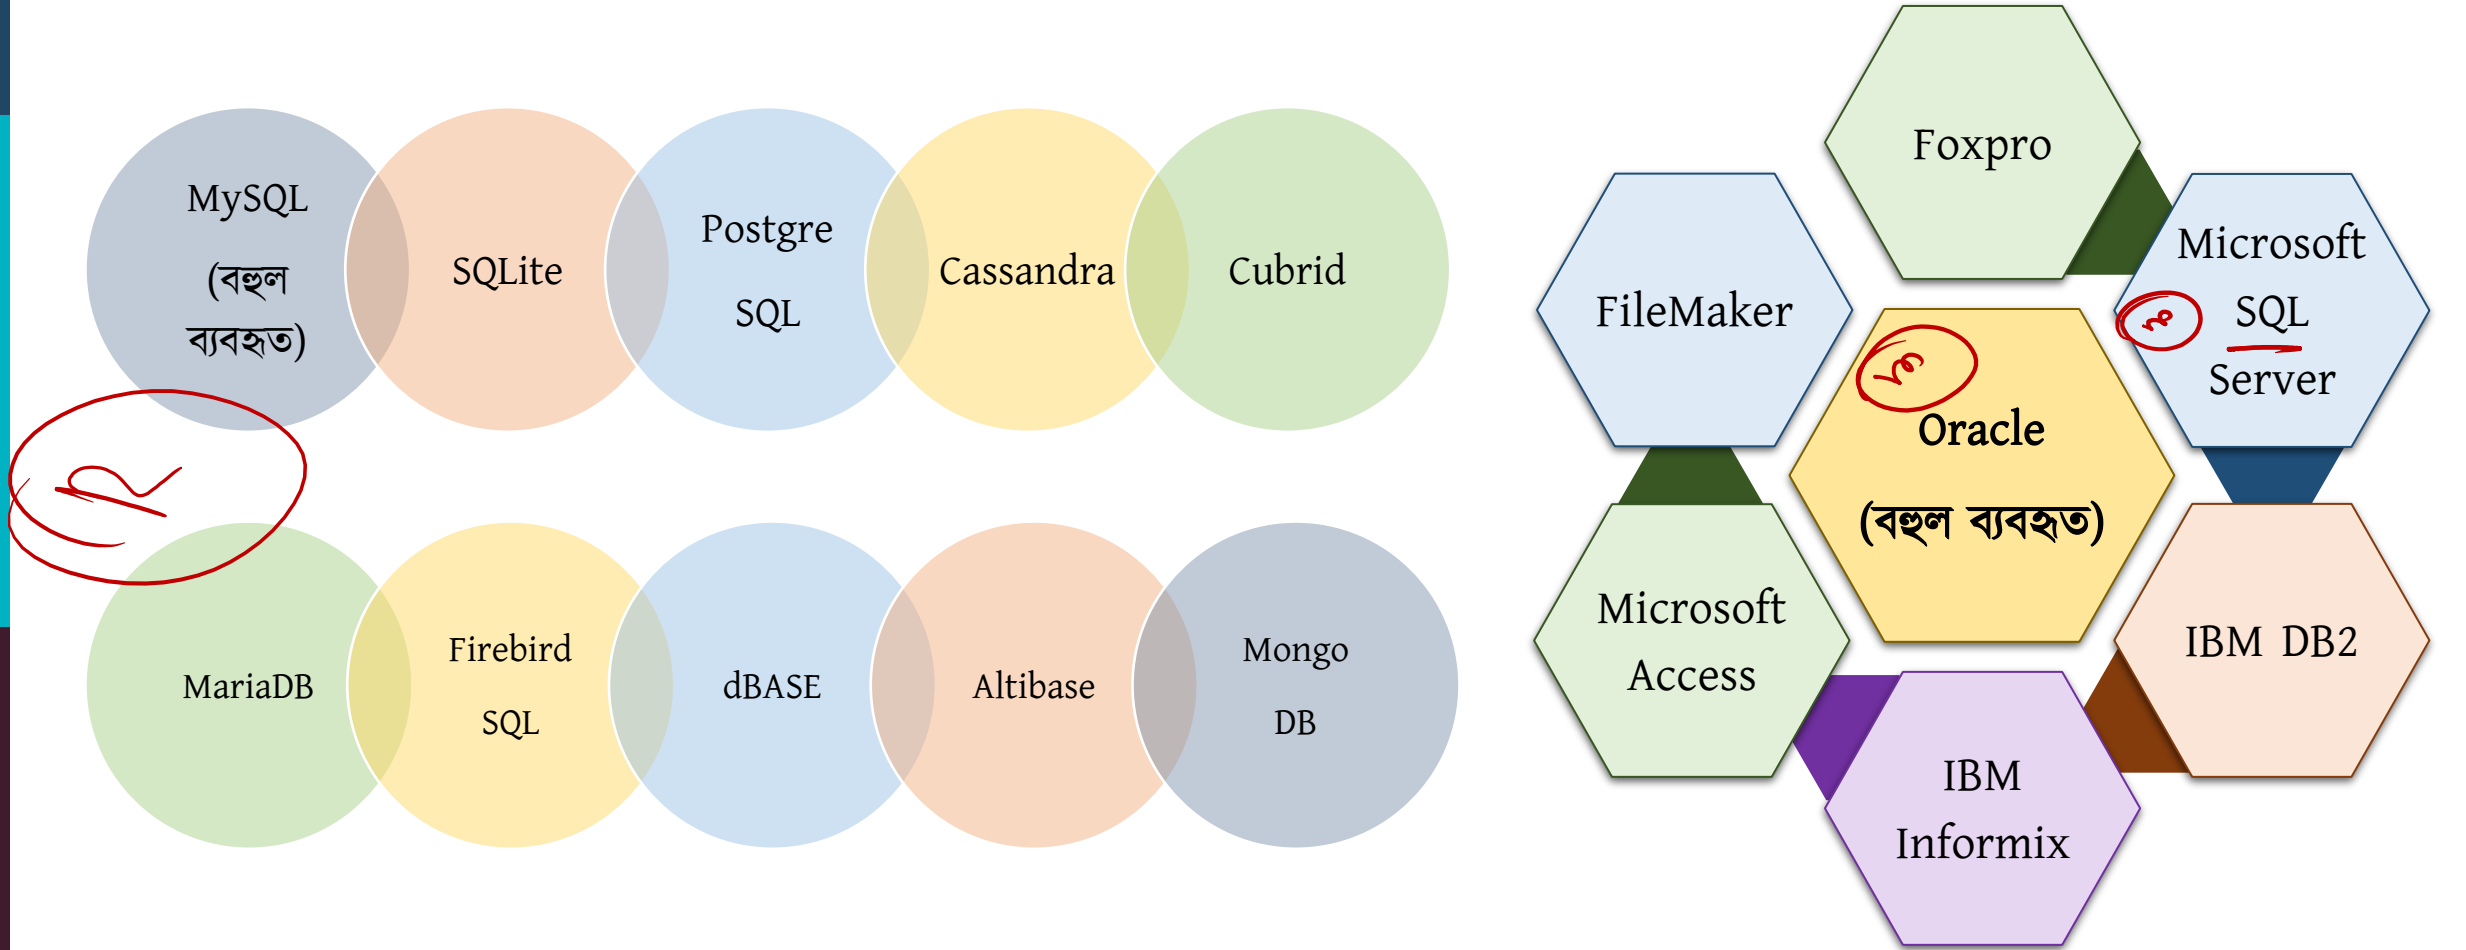 MySQL
(বহুল
ব্যবহৃত)
SQLite
Postgre
SQL
Cassandra
Cubrid
MariaDB
Firebird
SQL
dBASE
Altibase
Mongo
DB
Foxpro
Microsoft
SQL
Server
IBM DB2
IBM
Informix
Microsoft
Access
FileMaker
Oracle
(বহুল ব্যবহৃত)